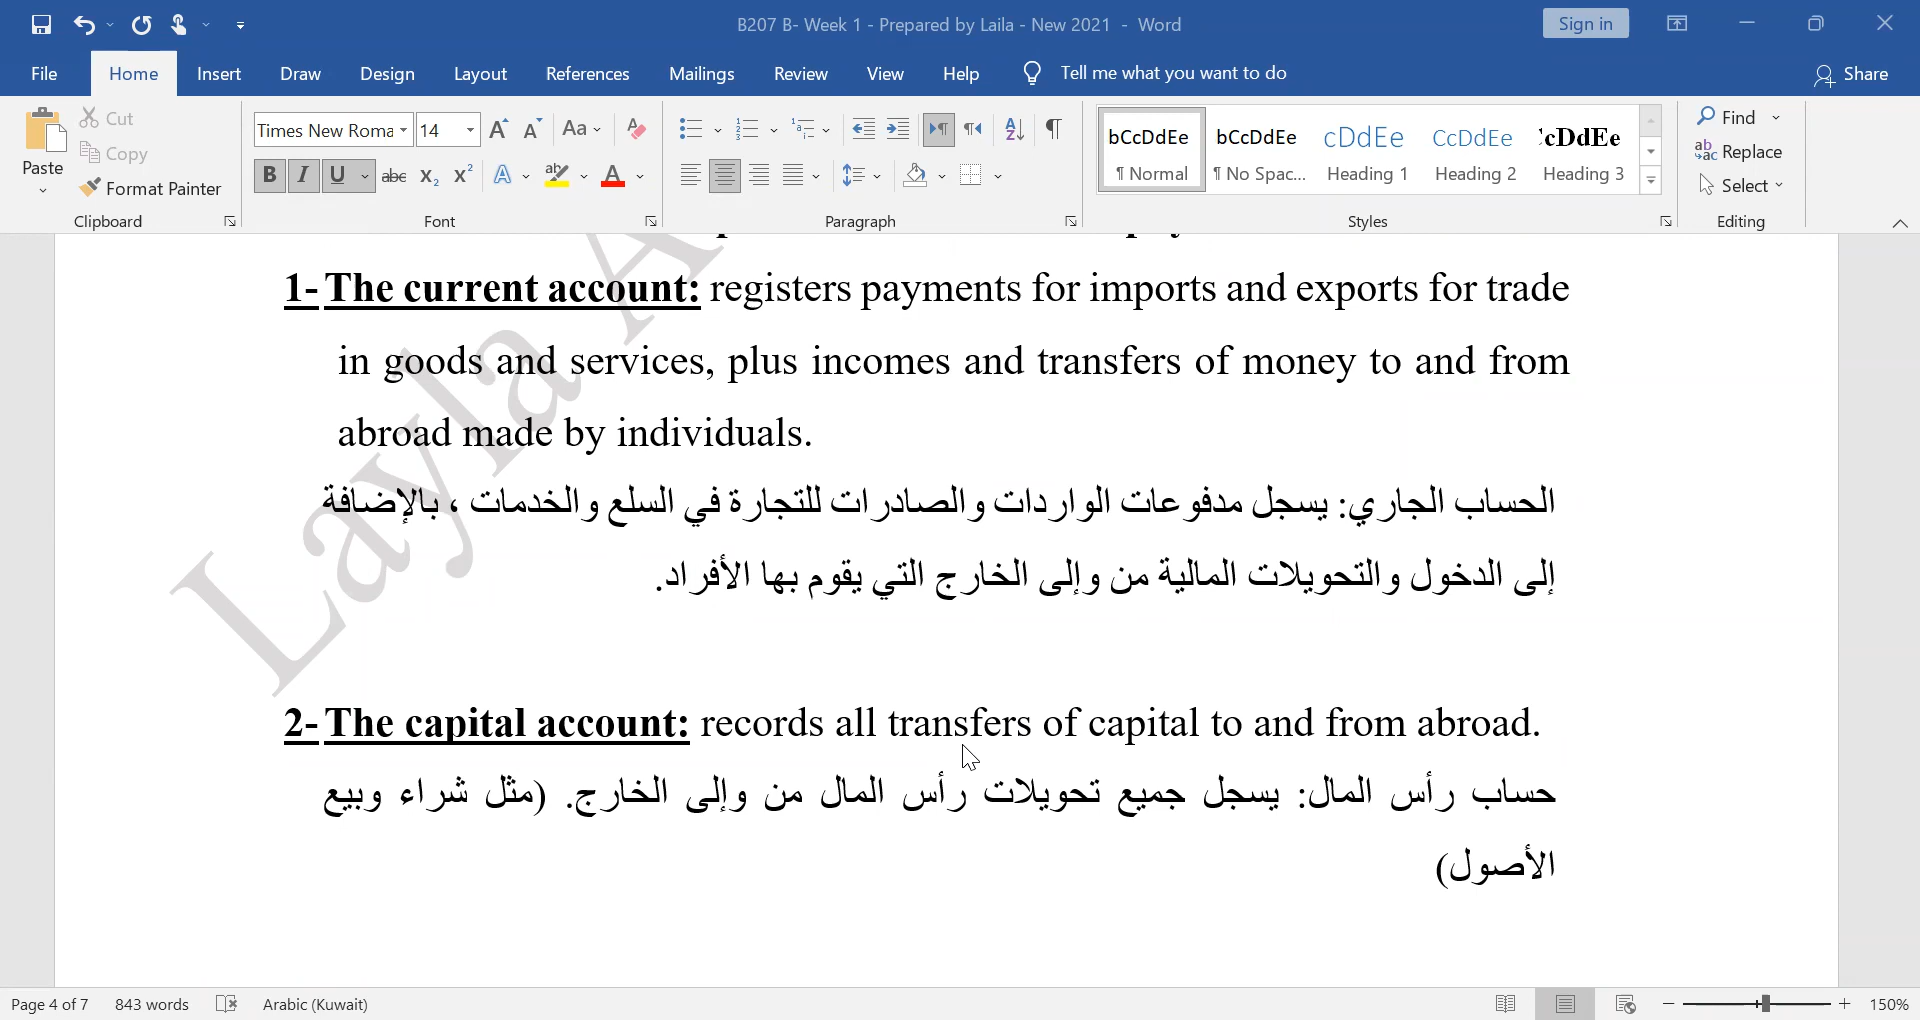 B207 B- Week 1 - Prepared by Laila - New 2021 - Word
Sign in
File Home Insert Draw Design Layout References Mailings Review View Help Tell me what you want to do Share
Paste
Cut
Copy
Format Painter
Clipboard
Times New Roma 14
Font
Paragraph
bCcDdEe bCcDdEe cDdEe CcDdEe cDdEe
¶ Normal ¶ No Spac... Heading 1 Heading 2 Heading 3
Styles
Find
Replace
Select
Editing
1- The current account: registers payments for imports and exports for trade
in goods and services, plus incomes and transfers of money to and from
abroad made by individuals.
الحساب الجاري: يسجل مدفوعات الواردات والصادرات للتجارة في السلع والخدمات ، بالإضافة
إلى الدخول والتحويلات المالية من وإلى الخارج التي يقوم بها الأفراد.
2- The capital account: records all transfers of capital to and from abroad.
حساب رأس المال: يسجل جميع تحويلات رأس المال من وإلى الخارج. (مثل شراء وبيع
الأصول)
Layla A
Page 4 of 7 843 words Arabic (Kuwait) 150%